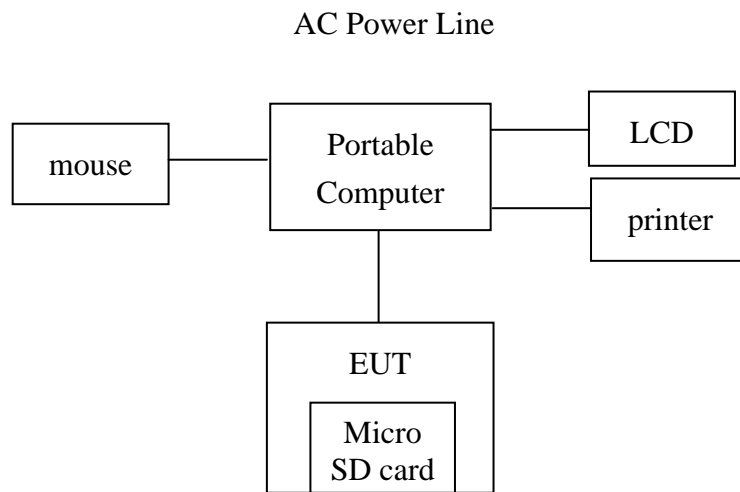 AC Power Line
mouse
Portable
Computer
LCD
printer
EUT
Micro
SD card